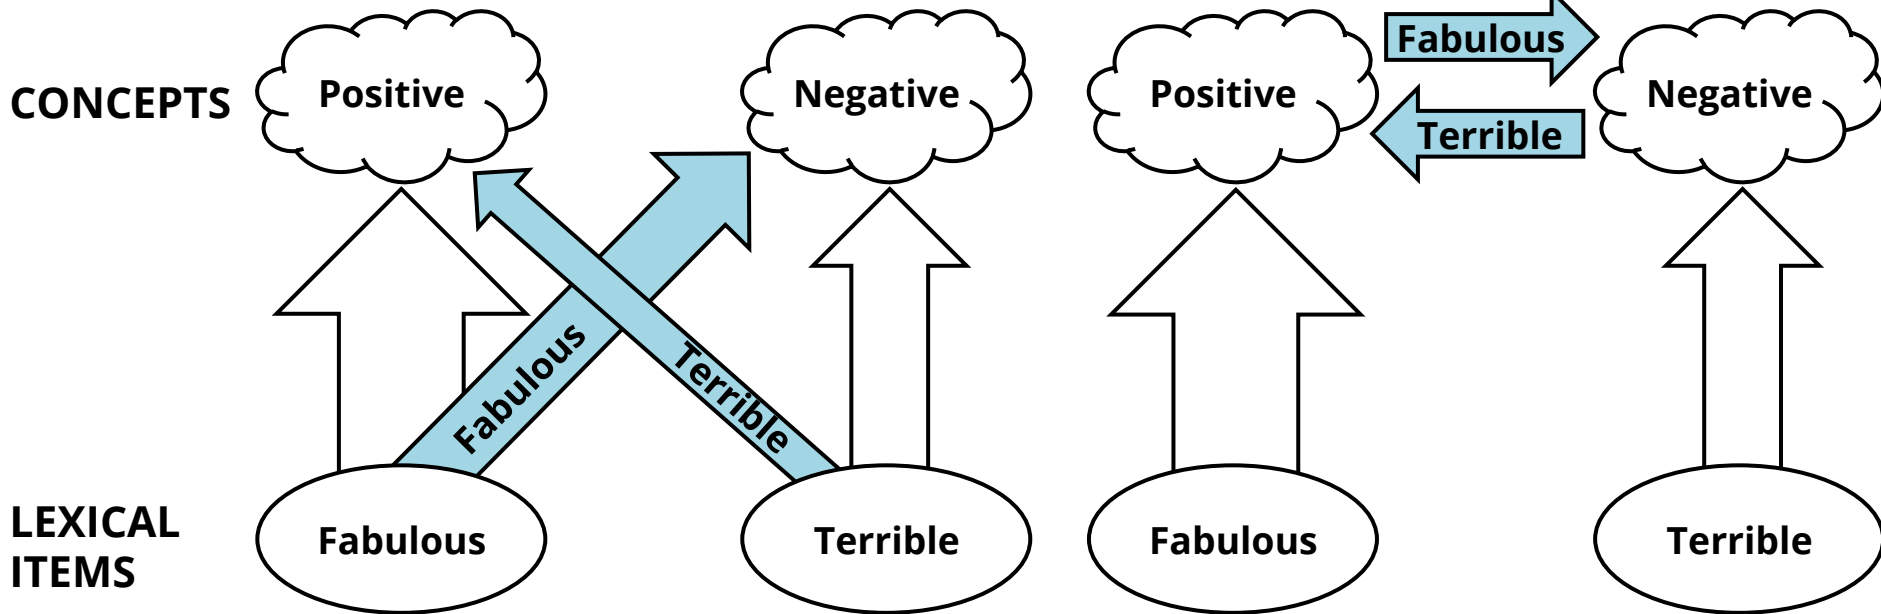 CONCEPTS
Positive
Negative
Positive
Fabulous
Terrible
Negative
Fabulous
Terrible
LEXICAL
ITEMS
Fabulous
Terrible
Fabulous
Terrible